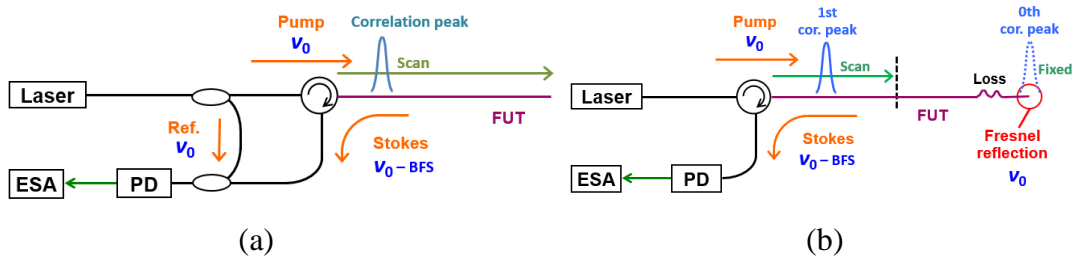 Pump
ν0
Correlation peak
Scan
Laser
FUT
Ref.
ν0
Stokes
ν0 – BFS
ESA
PD
(a)
Pump
ν0
1st
cor. peak
Scan
0th
cor. peak
Fixed
Loss
Laser
FUT
Fresnel
reflection
ν0
Stokes
ν0 – BFS
ESA
PD
(b)